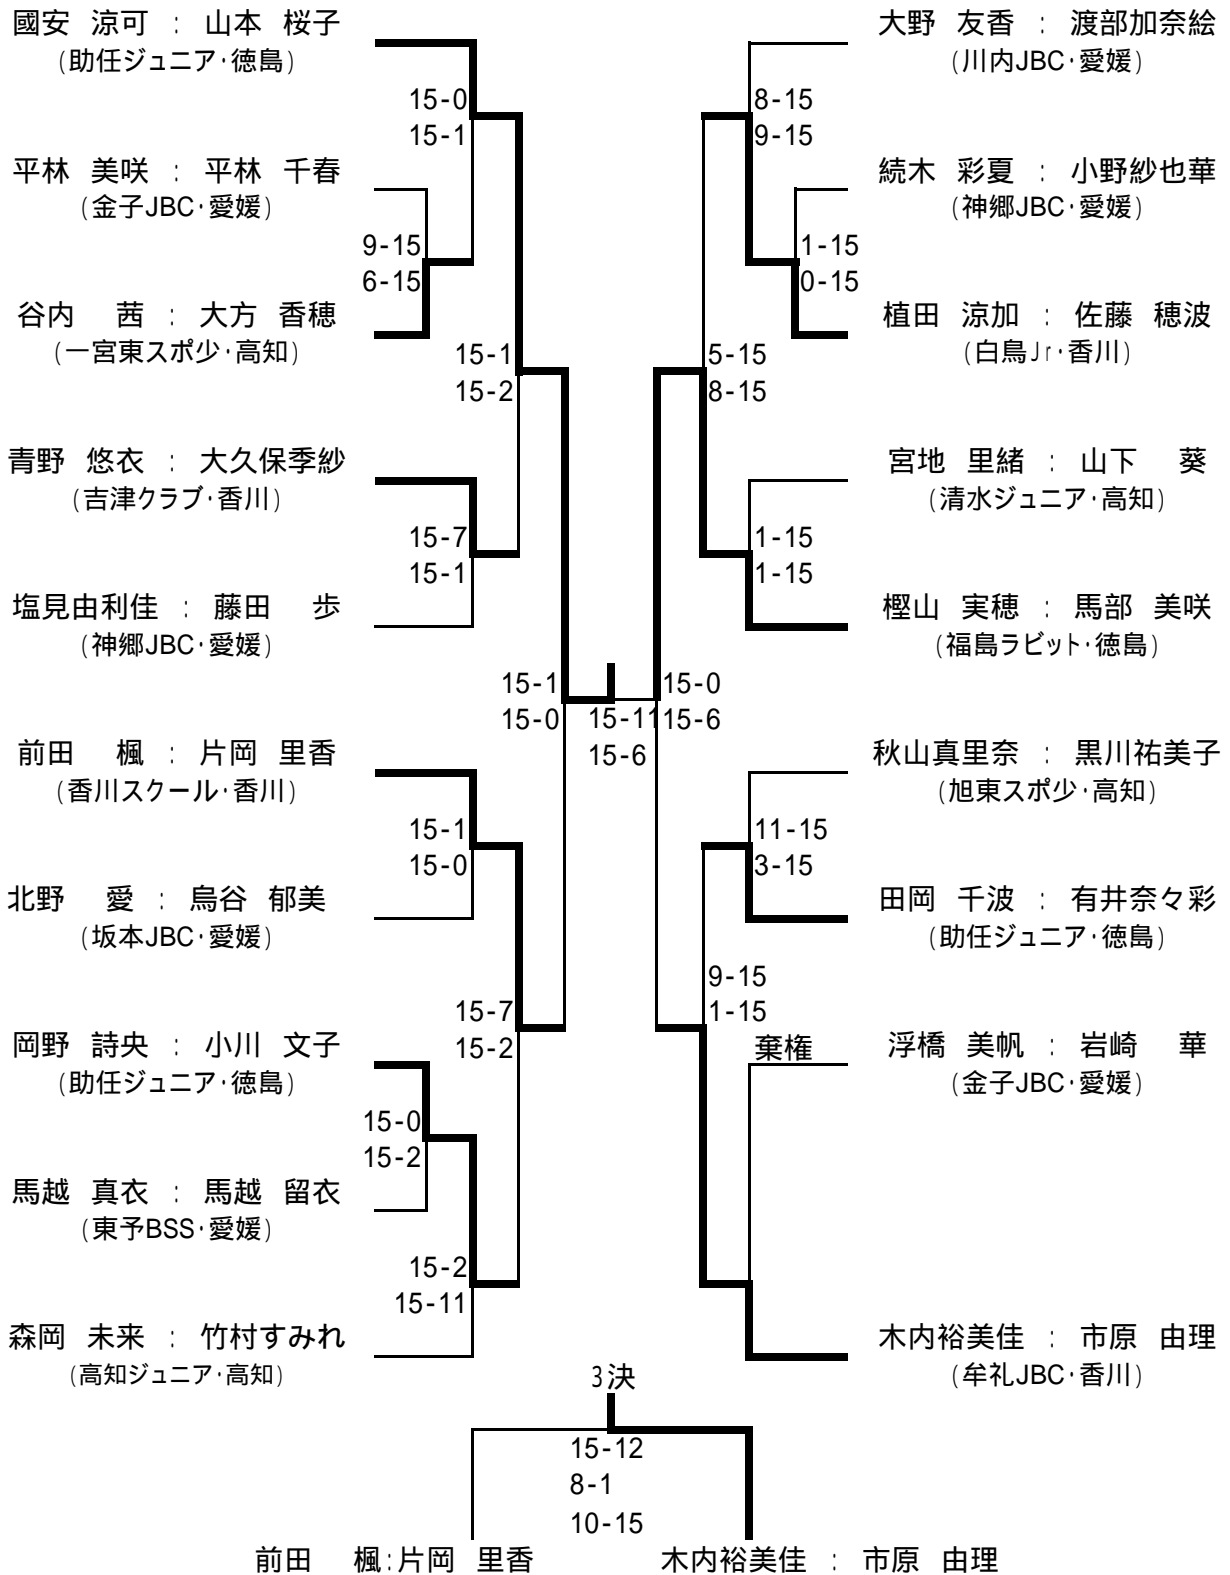 國安 涼可 : 山本 桜子
(助任ジュニア·徳島)
15-0
15-1
平林 美咲 : 平林 千春
(金子JBC·愛媛)
9-15
6-15
谷内 茜 : 大方 香穂
(一宮東スポ少·高知)
15-1
15-2
青野 悠衣 : 大久保季紗
(吉津クラブ·香川)
15-7
15-1
塩見由利佳 : 藤田 歩
(神郷JBC·愛媛)
15-1
15-0
前田 楓 : 片岡 里香
(香川スクール·香川)
15-1
15-0
北野 愛 : 鳥谷 郁美
(坂本JBC·愛媛)
15-7
15-2
岡野 詩央 : 小川 文子
(助任ジュニア·徳島)
15-0
15-2
馬越 真衣 : 馬越 留衣
(東予BSS·愛媛)
15-2
15-11
森岡 未来 : 竹村すみれ
(高知ジュニア·高知)
15-11
15-6
大野 友香 : 渡部加奈絵
(川内JBC·愛媛)
8-15
9-15
続木 彩夏 : 小野紗也華
(神郷JBC·愛媛)
1-15
0-15
植田 涼加 : 佐藤 穂波
(白鳥Jr·香川)
5-15
8-15
宮地 里緒 : 山下 葵
(清水ジュニア·高知)
1-15
1-15
樫山 実穂 : 馬部 美咲
(福島ラビット·徳島)
15-0
15-6
秋山真里奈 : 黒川祐美子
(旭東スポ少·高知)
11-15
3-15
田岡 千波 : 有井奈々彩
(助任ジュニア·徳島)
9-15
1-15
棄権
浮橋 美帆 : 岩崎 華
(金子JBC·愛媛)
木内裕美佳 : 市原 由理
(牟礼JBC·香川)
3決
15-12
8-1
10-15
前田 楓:片岡 里香
木内裕美佳 : 市原 由理